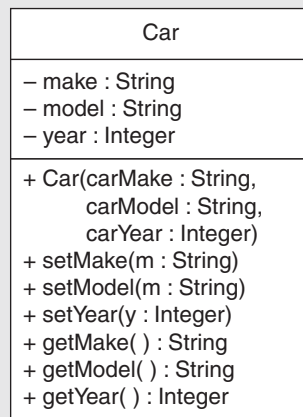 Car
– make : String
– model : String
– year : Integer
+ Car(carMake : String,
carModel : String,
carYear : Integer)
+ setMake(m : String)
+ setModel(m : String)
+ setYear(y : Integer)
+ getMake( ) : String
+ getModel( ) : String
+ getYear( ) : Integer